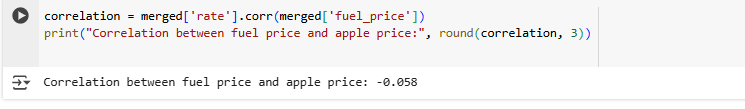 correlation = merged['rate'].corr(merged['fuel_price'])
print("Correlation between fuel price and apple price:", round(correlation, 3))
Correlation between fuel price and apple price: -0.058